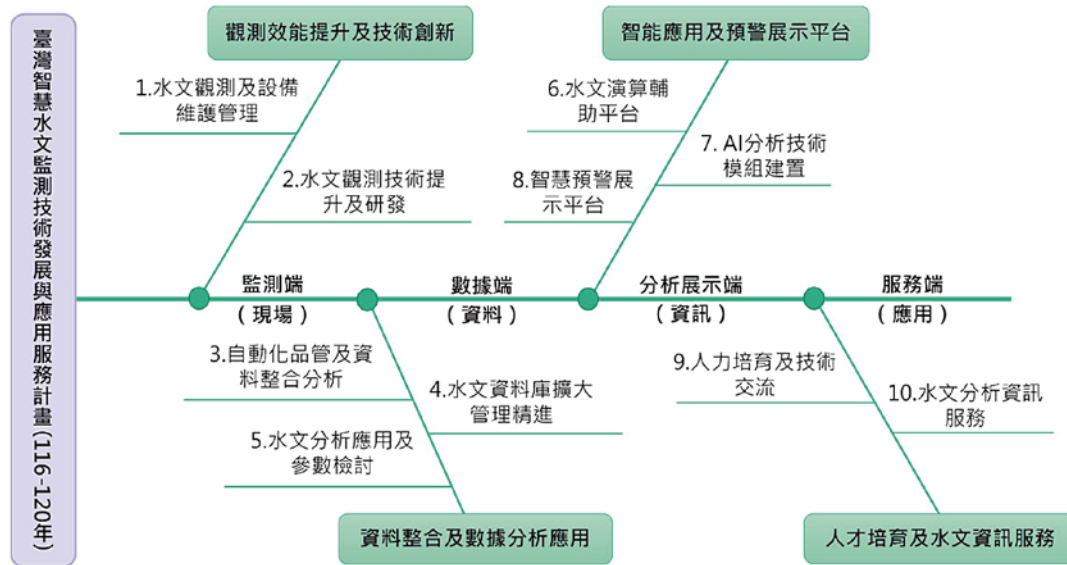 臺灣智慧水文監測技術發展與應用服務計畫(116-120年)
觀測效能提升及技術創新
1.水文觀測及設備
維護管理
2.水文觀測技術提
升及研發
智能應用及預警展示平台
6.水文演算輔
助平台
7. AI分析技術
模組建置
8.智慧預警展
示平台
監測端
（現場）
數據端
（資料）
分析展示端
（資訊）
服務端
（應用）
3.自動化品管及資
料整合分析
4.水文資料庫擴大
管理精進
5.水文分析應用及
參數檢討
資料整合及數據分析應用
9.人力培育及技術
交流
10.水文分析資訊
服務
人才培育及水文資訊服務